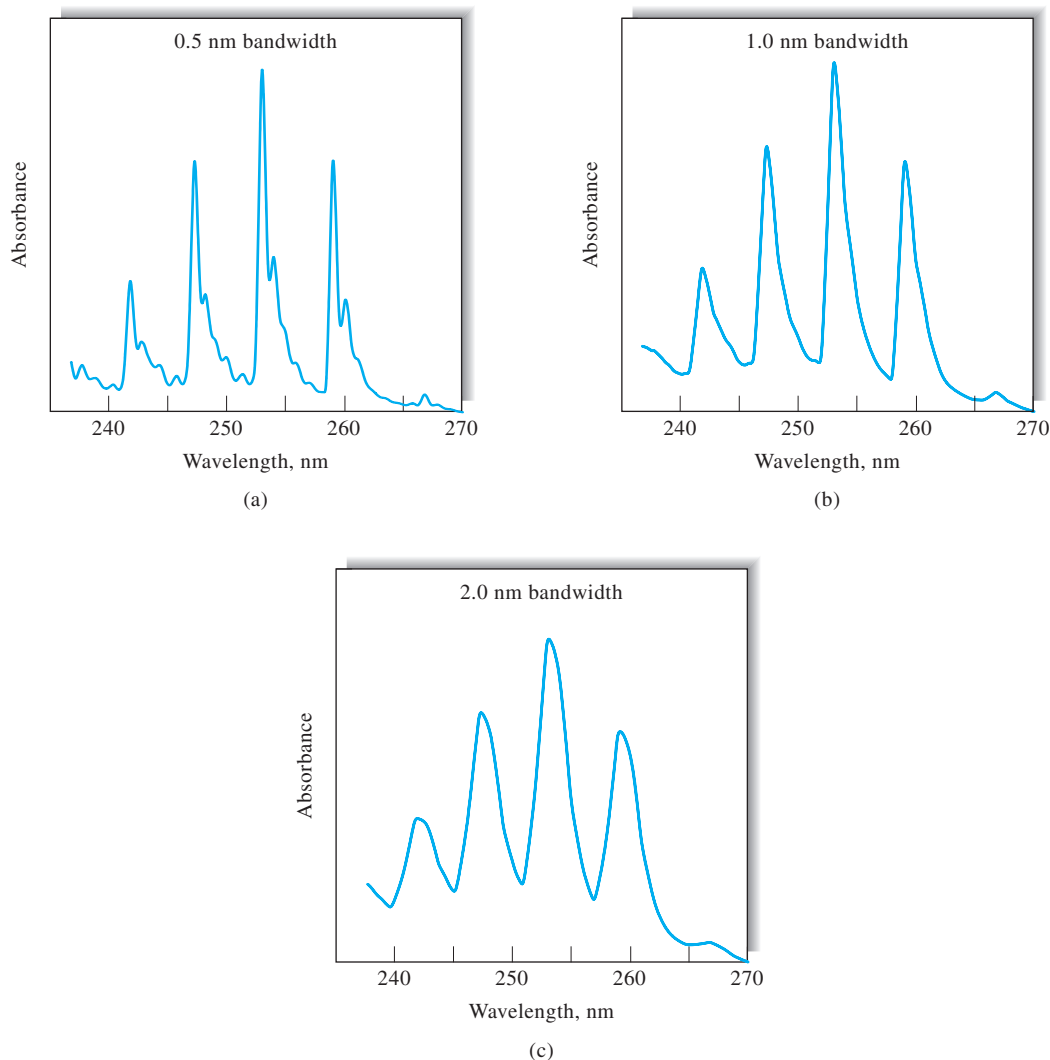 0.5 nm bandwidth
Absorbance
240 250 260 270
Wavelength, nm
(a)
1.0 nm bandwidth
Absorbance
240 250 260 270
Wavelength, nm
(b)
2.0 nm bandwidth
Absorbance
240 250 260 270
Wavelength, nm
(c)